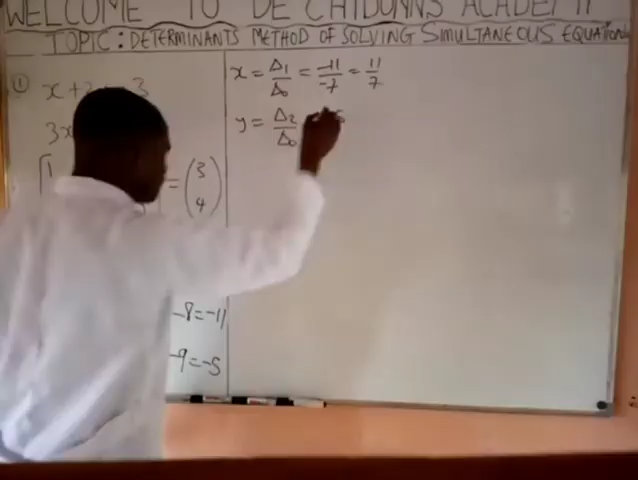 WELCOME TO DE CHIDONNS ACADEMY
TOPIC: DETERMINANTS METHOD OF SOLVING SIMULTANEOUS EQUATION
①
x + 3
3x
= (3
4)
-8=-11
-9=-5
x = Δ₁/Δ₀ = -11/-7 = 11/7
y = Δ₂/Δ₀